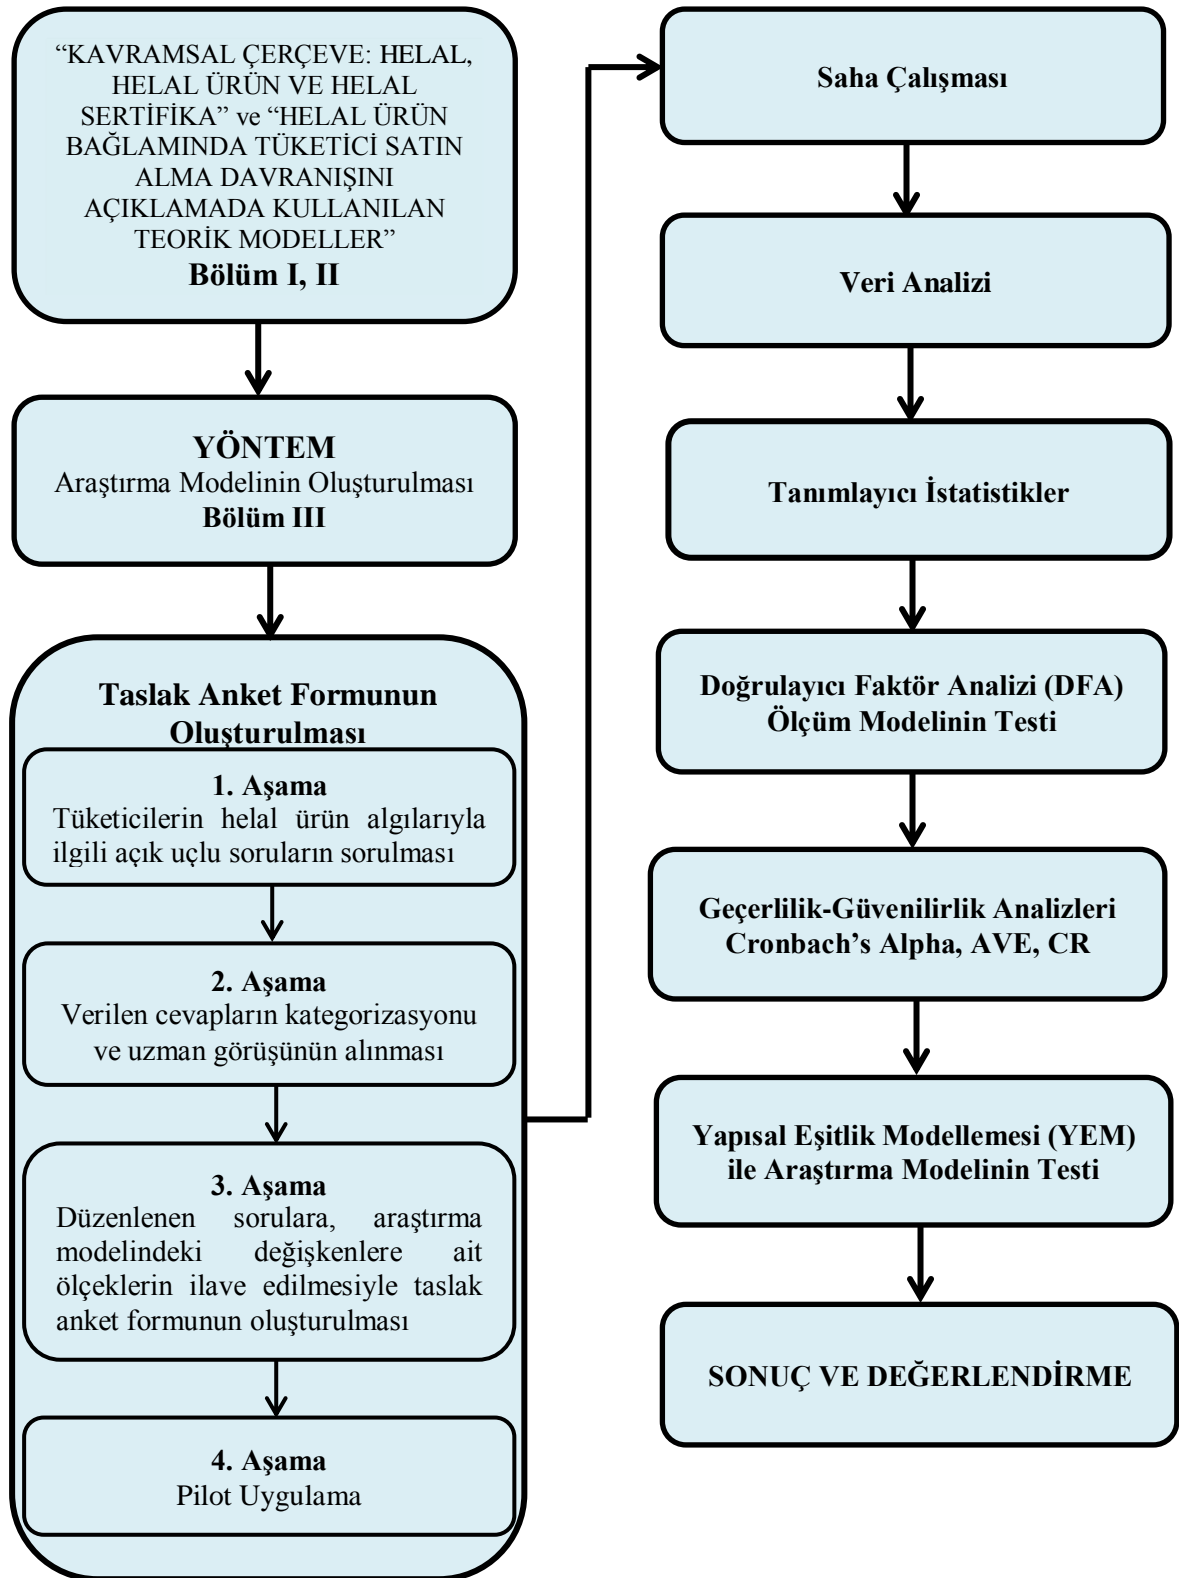 “KAVRAMSAL ÇERÇEVE: HELAL,
HELAL ÜRÜN VE HELAL
SERTİFİKA” ve “HELAL ÜRÜN
BAĞLAMINDA TÜKETİCİ SATIN
ALMA DAVRANIŞINI
AÇIKLAMADA KULLANILAN
TEORİK MODELLER”
Bölüm I, II
YÖNTEM
Araştırma Modelinin Oluşturulması
Bölüm III
Taslak Anket Formunun
Oluşturulması
1. Aşama
Tüketicilerin helal ürün algılarıyla
ilgili açık uçlu soruların sorulması
2. Aşama
Verilen cevapların kategorizasyonu
ve uzman görüşünün alınması
3. Aşama
Düzenlenen sorulara, araştırma
modelindeki değişkenlere ait
ölçeklerin ilave edilmesiyle taslak
anket formunun oluşturulması
4. Aşama
Pilot Uygulama
Saha Çalışması
Veri Analizi
Tanımlayıcı İstatistikler
Doğrulayıcı Faktör Analizi (DFA)
Ölçüm Modelinin Testi
Geçerlilik-Güvenilirlik Analizleri
Cronbach’s Alpha, AVE, CR
Yapısal Eşitlik Modellemesi (YEM)
ile Araştırma Modelinin Testi
SONUÇ VE DEĞERLENDİRME